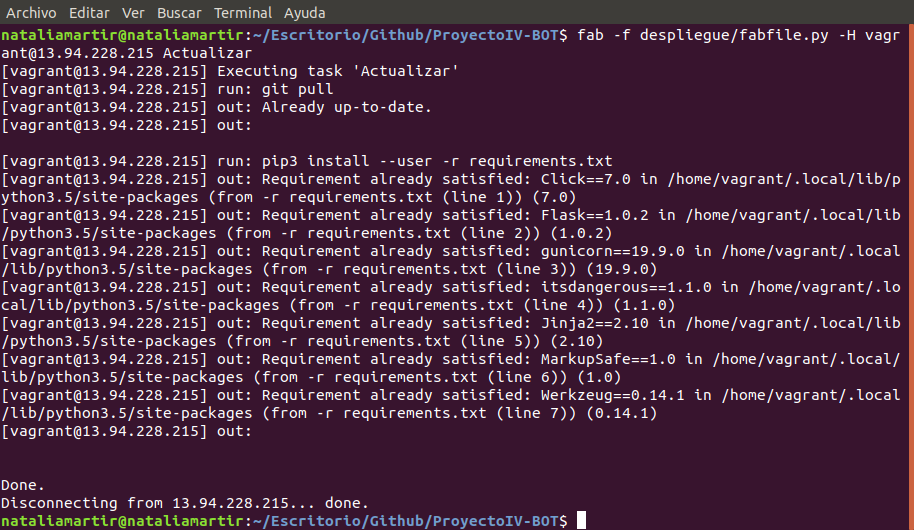 Archivo Editar Ver Buscar Terminal Ayuda
nataliamartir@nataliamartir:~/Escritorio/Github/ProyectoIV-BOT$ fab -f despliegue/fabfile.py -H vagr
ant@13.94.228.215 Actualizar
[vagrant@13.94.228.215] Executing task 'Actualizar'
[vagrant@13.94.228.215] run: git pull
[vagrant@13.94.228.215] out: Already up-to-date.
[vagrant@13.94.228.215] out:
[vagrant@13.94.228.215] run: pip3 install --user -r requirements.txt
[vagrant@13.94.228.215] out: Requirement already satisfied: Click==7.0 in /home/vagrant/.local/lib/p
ython3.5/site-packages (from -r requirements.txt (line 1)) (7.0)
[vagrant@13.94.228.215] out: Requirement already satisfied: Flask==1.0.2 in /home/vagrant/.local/lib
/python3.5/site-packages (from -r requirements.txt (line 2)) (1.0.2)
[vagrant@13.94.228.215] out: Requirement already satisfied: gunicorn==19.9.0 in /home/vagrant/.local
/lib/python3.5/site-packages (from -r requirements.txt (line 3)) (19.9.0)
[vagrant@13.94.228.215] out: Requirement already satisfied: itsdangerous==1.1.0 in /home/vagrant/.lo
cal/lib/python3.5/site-packages (from -r requirements.txt (line 4)) (1.1.0)
[vagrant@13.94.228.215] out: Requirement already satisfied: Jinja2==2.10 in /home/vagrant/.local/lib
/python3.5/site-packages (from -r requirements.txt (line 5)) (2.10)
[vagrant@13.94.228.215] out: Requirement already satisfied: MarkupSafe==1.0 in /home/vagrant/.local/
lib/python3.5/site-packages (from -r requirements.txt (line 6)) (1.0)
[vagrant@13.94.228.215] out: Requirement already satisfied: Werkzeug==0.14.1 in /home/vagrant/.local
/lib/python3.5/site-packages (from -r requirements.txt (line 7)) (0.14.1)
[vagrant@13.94.228.215] out:
Done.
Disconnecting from 13.94.228.215... done.
nataliamartir@nataliamartir:~/Escritorio/Github/ProyectoIV-BOT$